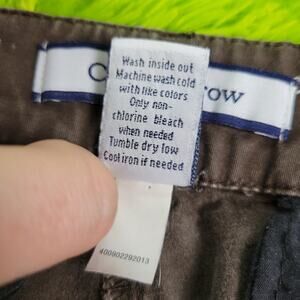 Wash inside out
Machine wash cold
with like colors
Only non-
chlorine bleach
when needed
Tumble dry low
Cool iron if needed
400902292013